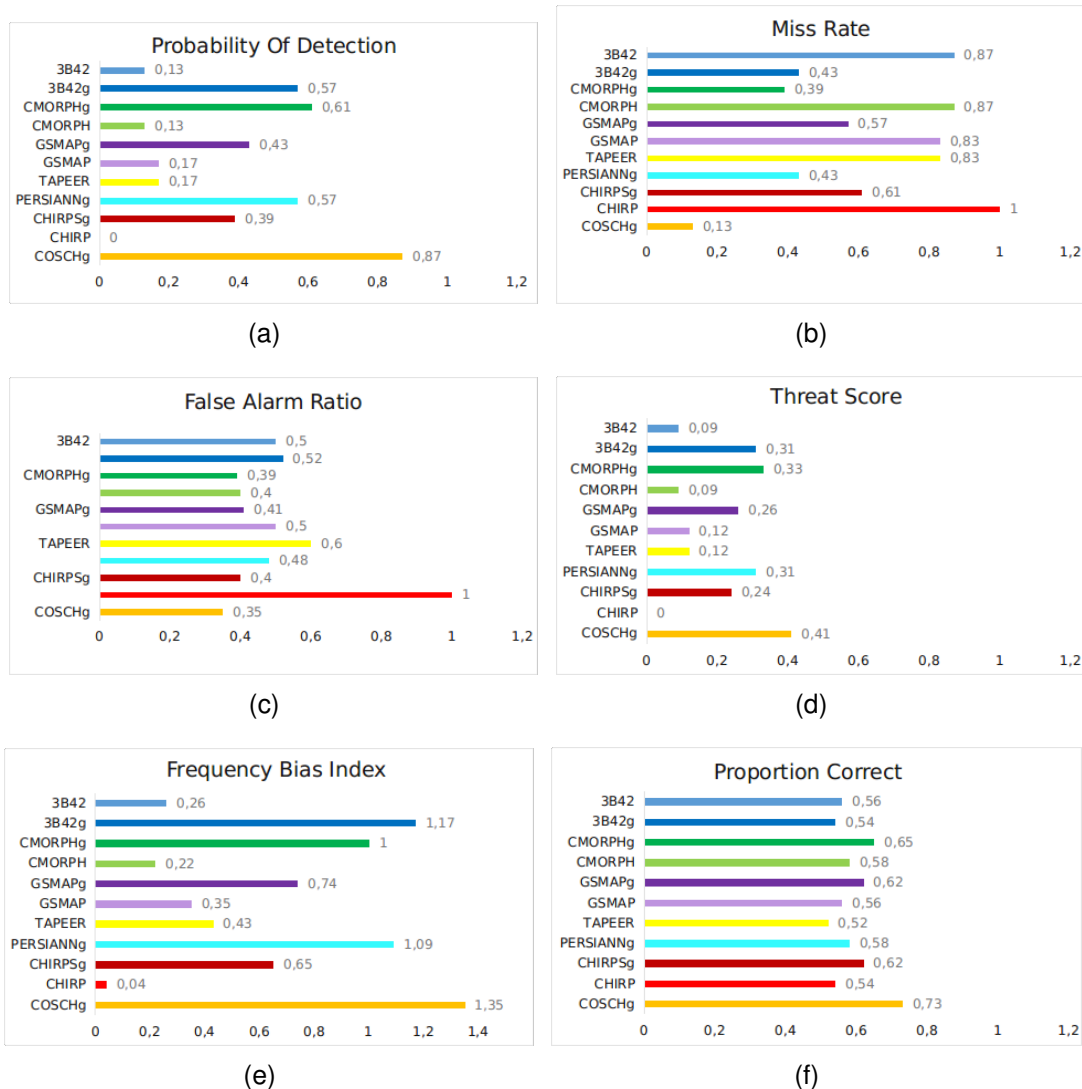 Probability Of Detection
3B42 0,13
3B42g 0,57
CMORPHg 0,61
CMORPH 0,13
GSMAPg 0,43
GSMAP 0,17
TAPEER 0,17
PERSIANNg 0,57
CHIRPSg 0,39
CHIRP 0
COSCHg 0,87
0 0,2 0,4 0,6 0,8 1 1,2
(a)
Miss Rate
3B42 0,87
3B42g 0,43
CMORPHg 0,39
CMORPH 0,87
GSMAPg 0,57
GSMAP 0,83
TAPEER 0,83
PERSIANNg 0,43
CHIRPSg 0,61
CHIRP 1
COSCHg 0,13
0 0,2 0,4 0,6 0,8 1 1,2
(b)
False Alarm Ratio
3B42 0,5
0,52
CMORPHg 0,39
0,4
GSMAPg 0,41
0,5
TAPEER 0,6
0,48
CHIRPSg 0,4
1
COSCHg 0,35
0 0,2 0,4 0,6 0,8 1 1,2
(c)
Threat Score
3B42 0,09
3B42g 0,31
CMORPHg 0,33
CMORPH 0,09
GSMAPg 0,26
GSMAP 0,12
TAPEER 0,12
PERSIANNg 0,31
CHIRPSg 0,24
CHIRP 0
COSCHg 0,41
0 0,2 0,4 0,6 0,8 1 1,2
(d)
Frequency Bias Index
3B42 0,26
3B42g 1,17
CMORPHg 1
CMORPH 0,22
GSMAPg 0,74
GSMAP 0,35
TAPEER 0,43
PERSIANNg 1,09
CHIRPSg 0,65
CHIRP 0,04
COSCHg 1,35
0 0,2 0,4 0,6 0,8 1 1,2 1,4
(e)
Proportion Correct
3B42 0,56
3B42g 0,54
CMORPHg 0,65
CMORPH 0,58
GSMAPg 0,62
GSMAP 0,56
TAPEER 0,52
PERSIANNg 0,58
CHIRPSg 0,62
CHIRP 0,54
COSCHg 0,73
0 0,2 0,4 0,6 0,8 1 1,2
(f)